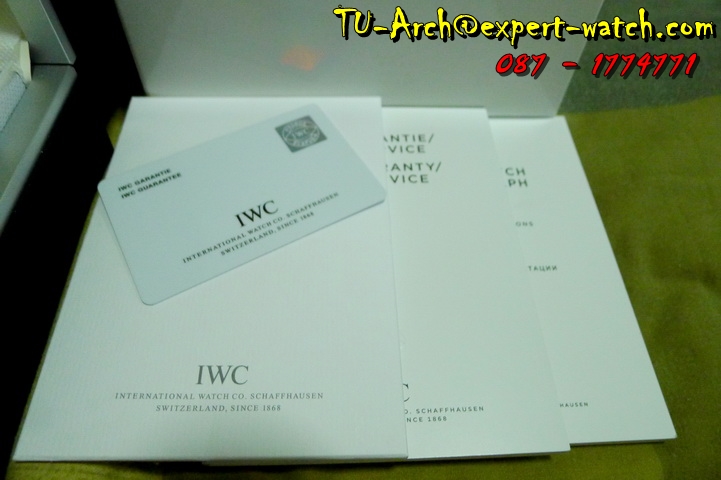 TU-Arch@expert-watch.com
087 - 1774771
IWC GARANTIE
IWC GUARANTEE
IWC
INTERNATIONAL WATCH CO. SCHAFFHAUSEN
SWITZERLAND, SINCE 1868
IWC
INTERNATIONAL WATCH CO. SCHAFFHAUSEN
SWITZERLAND, SINCE 1868
ANTIE/
VICE
RANTY/
VICE
C
CO. SCHAFFHAUSEN
CE 1868
CH
PH
ONS
ТАЦИИ
HAUSEN